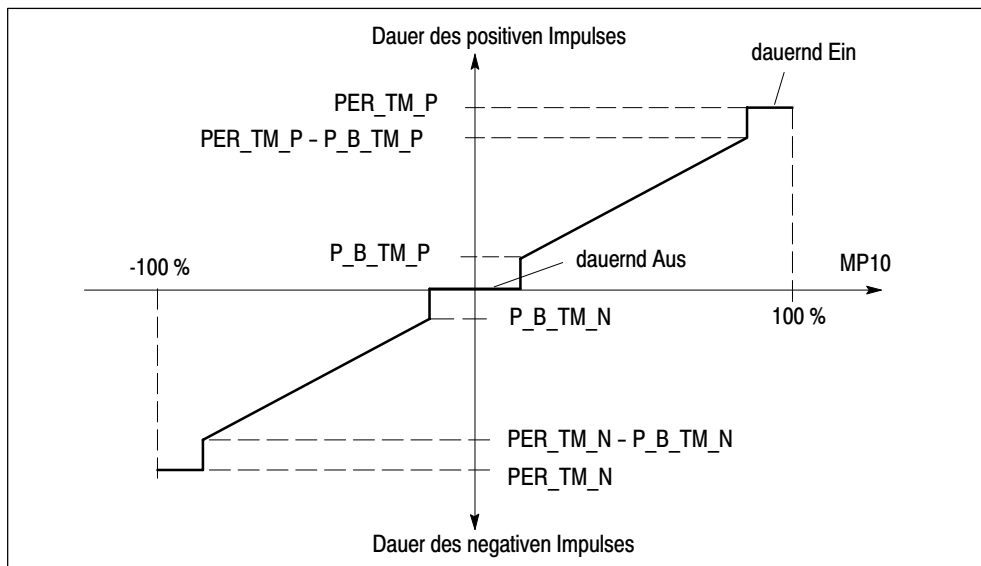 Dauer des positiven Impulses
dauernd Ein
PER_TM_P
PER_TM_P – P_B_TM_P
P_B_TM_P
dauernd Aus
-100 %
MP10
P_B_TM_N
100 %
PER_TM_N – P_B_TM_N
PER_TM_N
Dauer des negativen Impulses